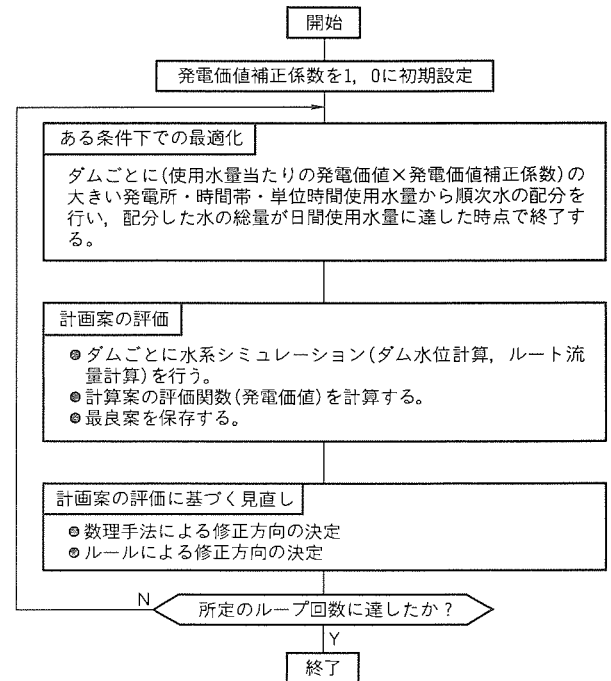 開始
発電価値補正係数を1, 0に初期設定
ある条件下での最適化
ダムごとに(使用水量当たりの発電価値×発電価値補正係数)の
大きい発電所・時間帯・単位時間使用水量から順次水の配分を
行い, 配分した水の総量が日間使用水量に達した時点で終了す
る。
計画案の評価
●ダムごとに水系シミュレーション(ダム水位計算, ルート流
量計算)を行う。
●計算案の評価関数(発電価値)を計算する。
●最良案を保存する。
計画案の評価に基づく見直し
●数理手法による修正方向の決定
●ルールによる修正方向の決定
N
所定のループ回数に達したか?
Y
終了